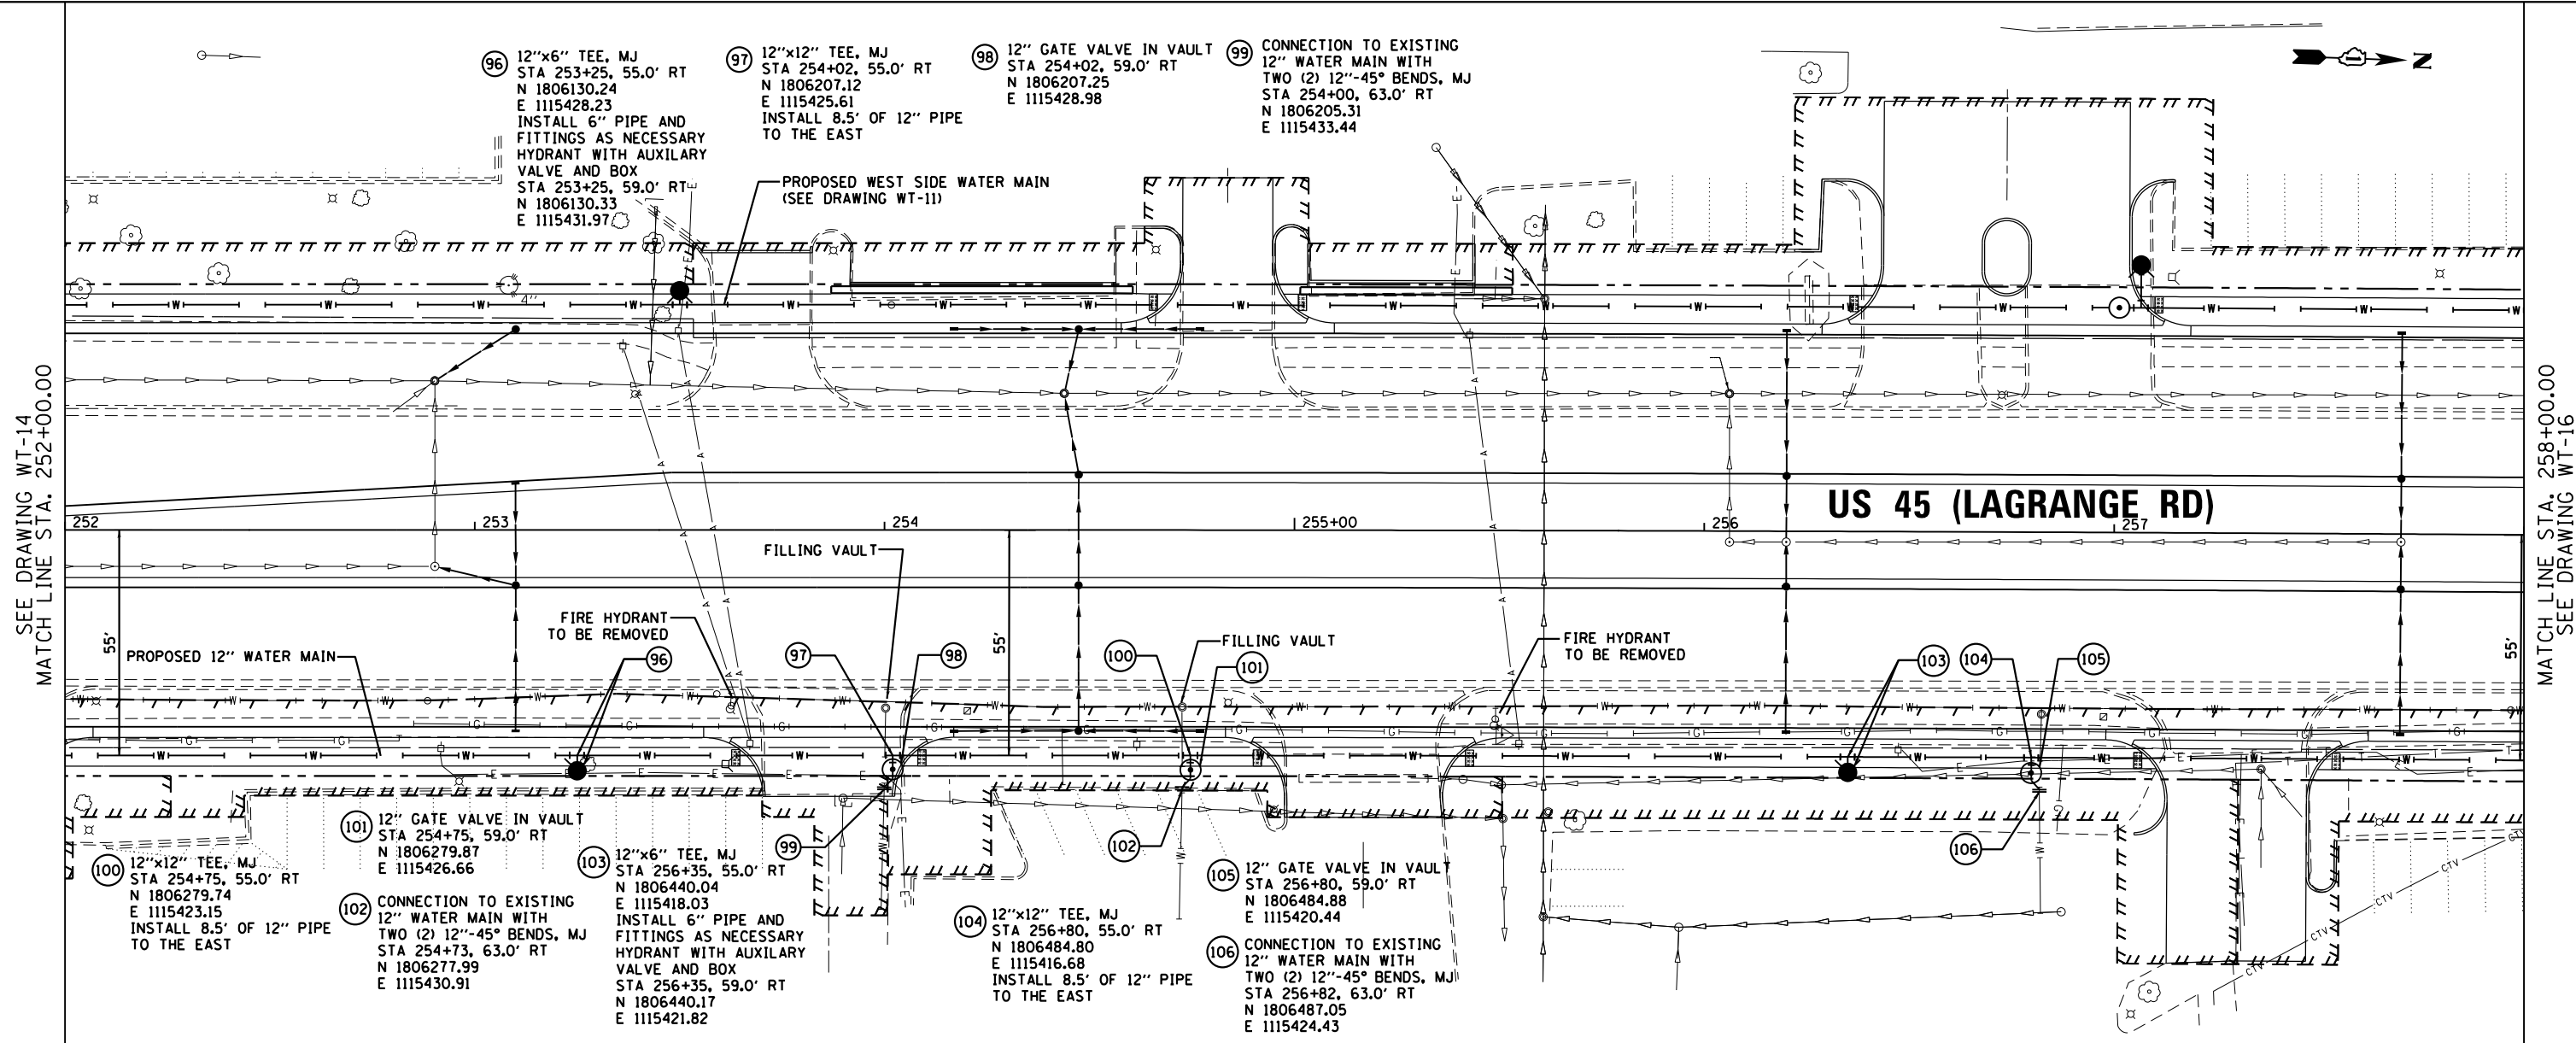 96
12"x6" TEE, MJ
STA 253+25, 55.0' RT
N 1806130.24
E 1115428.23
INSTALL 6" PIPE AND
FITTINGS AS NECESSARY
HYDRANT WITH AUXILARY
VALVE AND BOX
STA 253+25, 59.0' RT
N 1806130.33
E 1115431.97
97
12"x12" TEE, MJ
STA 254+02, 55.0' RT
N 1806207.12
E 1115425.61
INSTALL 8.5' OF 12" PIPE
TO THE EAST
98
12" GATE VALVE IN VAULT
STA 254+02, 59.0' RT
N 1806207.25
E 1115428.98
99
CONNECTION TO EXISTING
12" WATER MAIN WITH
TWO (2) 12"-45° BENDS, MJ
STA 254+00, 63.0' RT
N 1806205.31
E 1115433.44
N
PROPOSED WEST SIDE WATER MAIN
(SEE DRAWING WT-11)
4"
SEE DRAWING WT-14
MATCH LINE STA. 252+00.00
MATCH LINE STA. 258+00.00
SEE DRAWING WT-16
US 45 (LAGRANGE RD)
252
253
254
255+00
256
257
FILLING VAULT
FIRE HYDRANT
TO BE REMOVED
55'
55'
55'
PROPOSED 12" WATER MAIN
96
97
98
100
101
FILLING VAULT
FIRE HYDRANT
TO BE REMOVED
103
104
105
99
102
106
100
12"x12" TEE, MJ
STA 254+75, 55.0' RT
N 1806279.74
E 1115423.15
INSTALL 8.5' OF 12" PIPE
TO THE EAST
101
12" GATE VALVE IN VAULT
STA 254+75, 59.0' RT
N 1806279.87
E 1115426.66
102
CONNECTION TO EXISTING
12" WATER MAIN WITH
TWO (2) 12"-45° BENDS, MJ
STA 254+73, 63.0' RT
N 1806277.99
E 1115430.91
103
12"x6" TEE, MJ
STA 256+35, 55.0' RT
N 1806440.04
E 1115418.03
INSTALL 6" PIPE AND
FITTINGS AS NECESSARY
HYDRANT WITH AUXILARY
VALVE AND BOX
STA 256+35, 59.0' RT
N 1806440.17
E 1115421.82
104
12"x12" TEE, MJ
STA 256+80, 55.0' RT
N 1806484.80
E 1115416.68
INSTALL 8.5' OF 12" PIPE
TO THE EAST
105
12" GATE VALVE IN VAULT
STA 256+80, 59.0' RT
N 1806484.88
E 1115420.44
106
CONNECTION TO EXISTING
12" WATER MAIN WITH
TWO (2) 12"-45° BENDS, MJ
STA 256+82, 63.0' RT
N 1806487.05
E 1115424.43
CTV
CTV
CTV
CTV